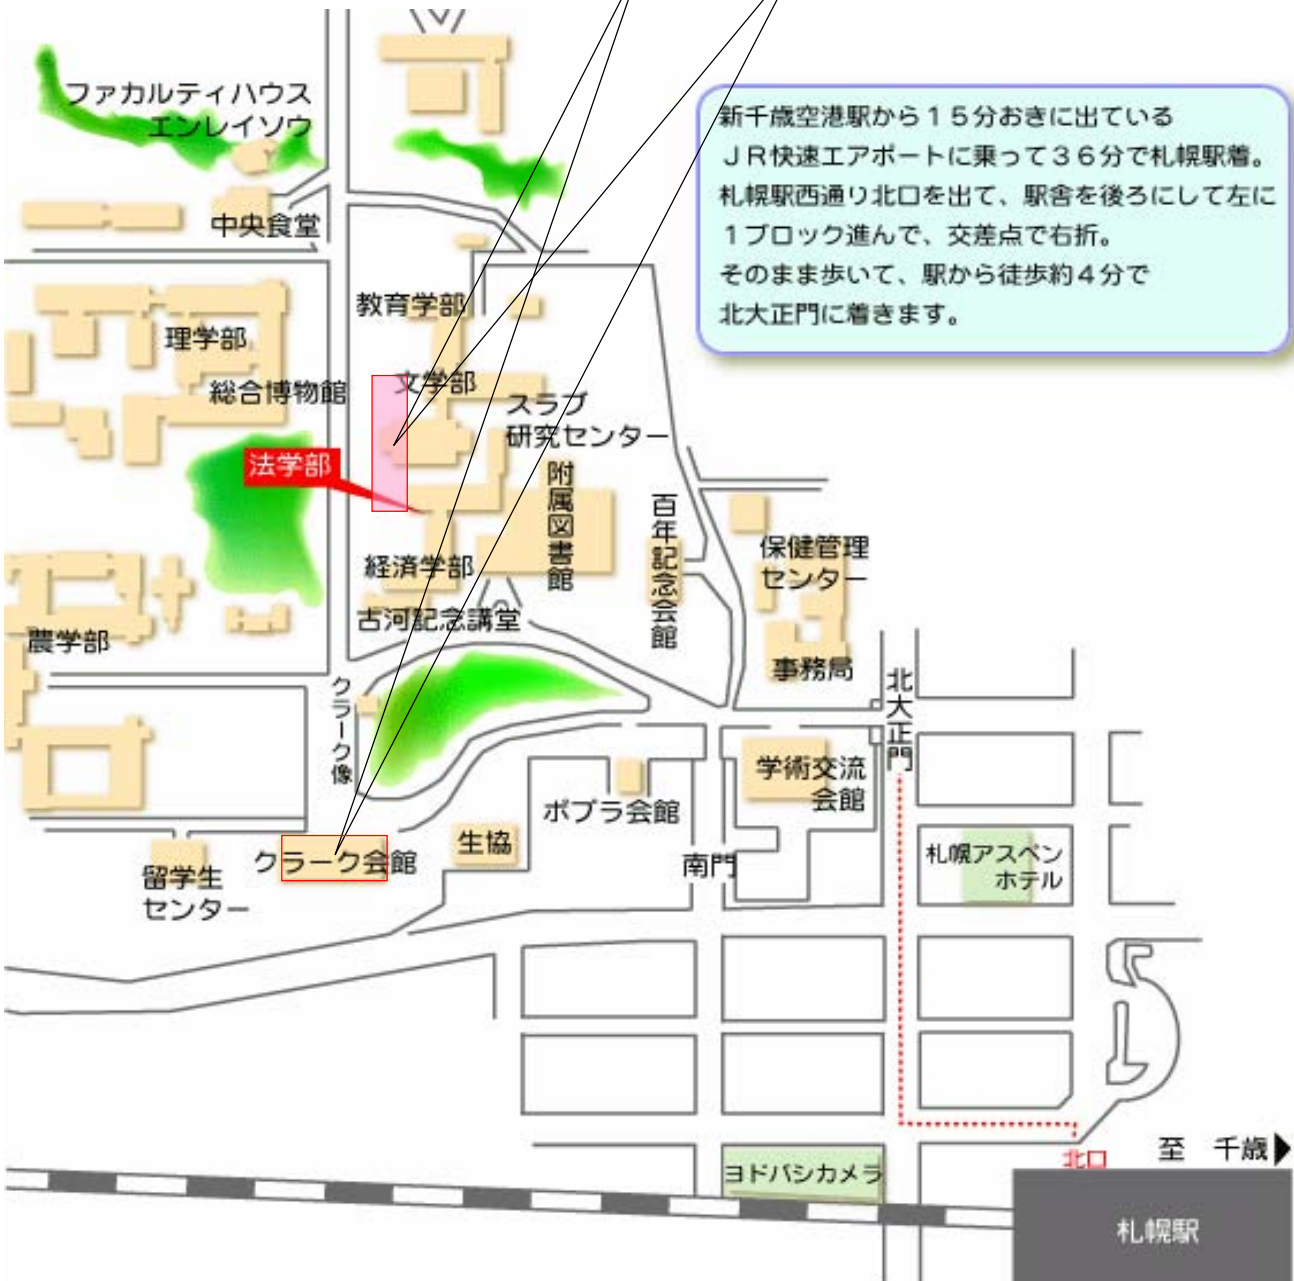 ファカルティハウス
エンレイソウ
中央食堂
新千歳空港駅から１５分おきに出ている
ＪＲ快速エアポートに乗って３６分で札幌駅着。
札幌駅西通り北口を出て、駅舎を後ろにして左に
１ブロック進んで、交差点で右折。
そのまま歩いて、駅から徒歩約４分で
北大正門に着きます。
教育学部
理学部
文学部
総合博物館
スラブ
研究センター
法学部
附属図書館
百年記念会館
保健管理
センター
経済学部
古河記念講堂
農学部
事務局
クラーク像
北大正門
学術交流
会館
ポプラ会館
生協
クラーク会館
南門
留学生
センター
札幌アスペン
ホテル
北口
至　千歳
ヨドバシカメラ
札幌駅